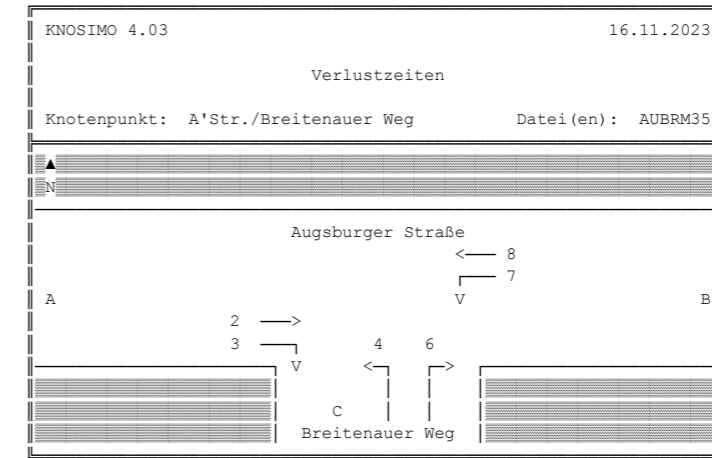 KNOSIMO 4.03 16.11.2023
Verlustzeiten
Knotenpunkt: A'Str./Breitenauer Weg Datei(en): AUBRM35
▲
N
Augsburger Straße
<─── 8
┌─── 7
A V B
2 ───>
3 ───┐ 4 6
V <─┐ ┌─>
C
Breitenauer Weg